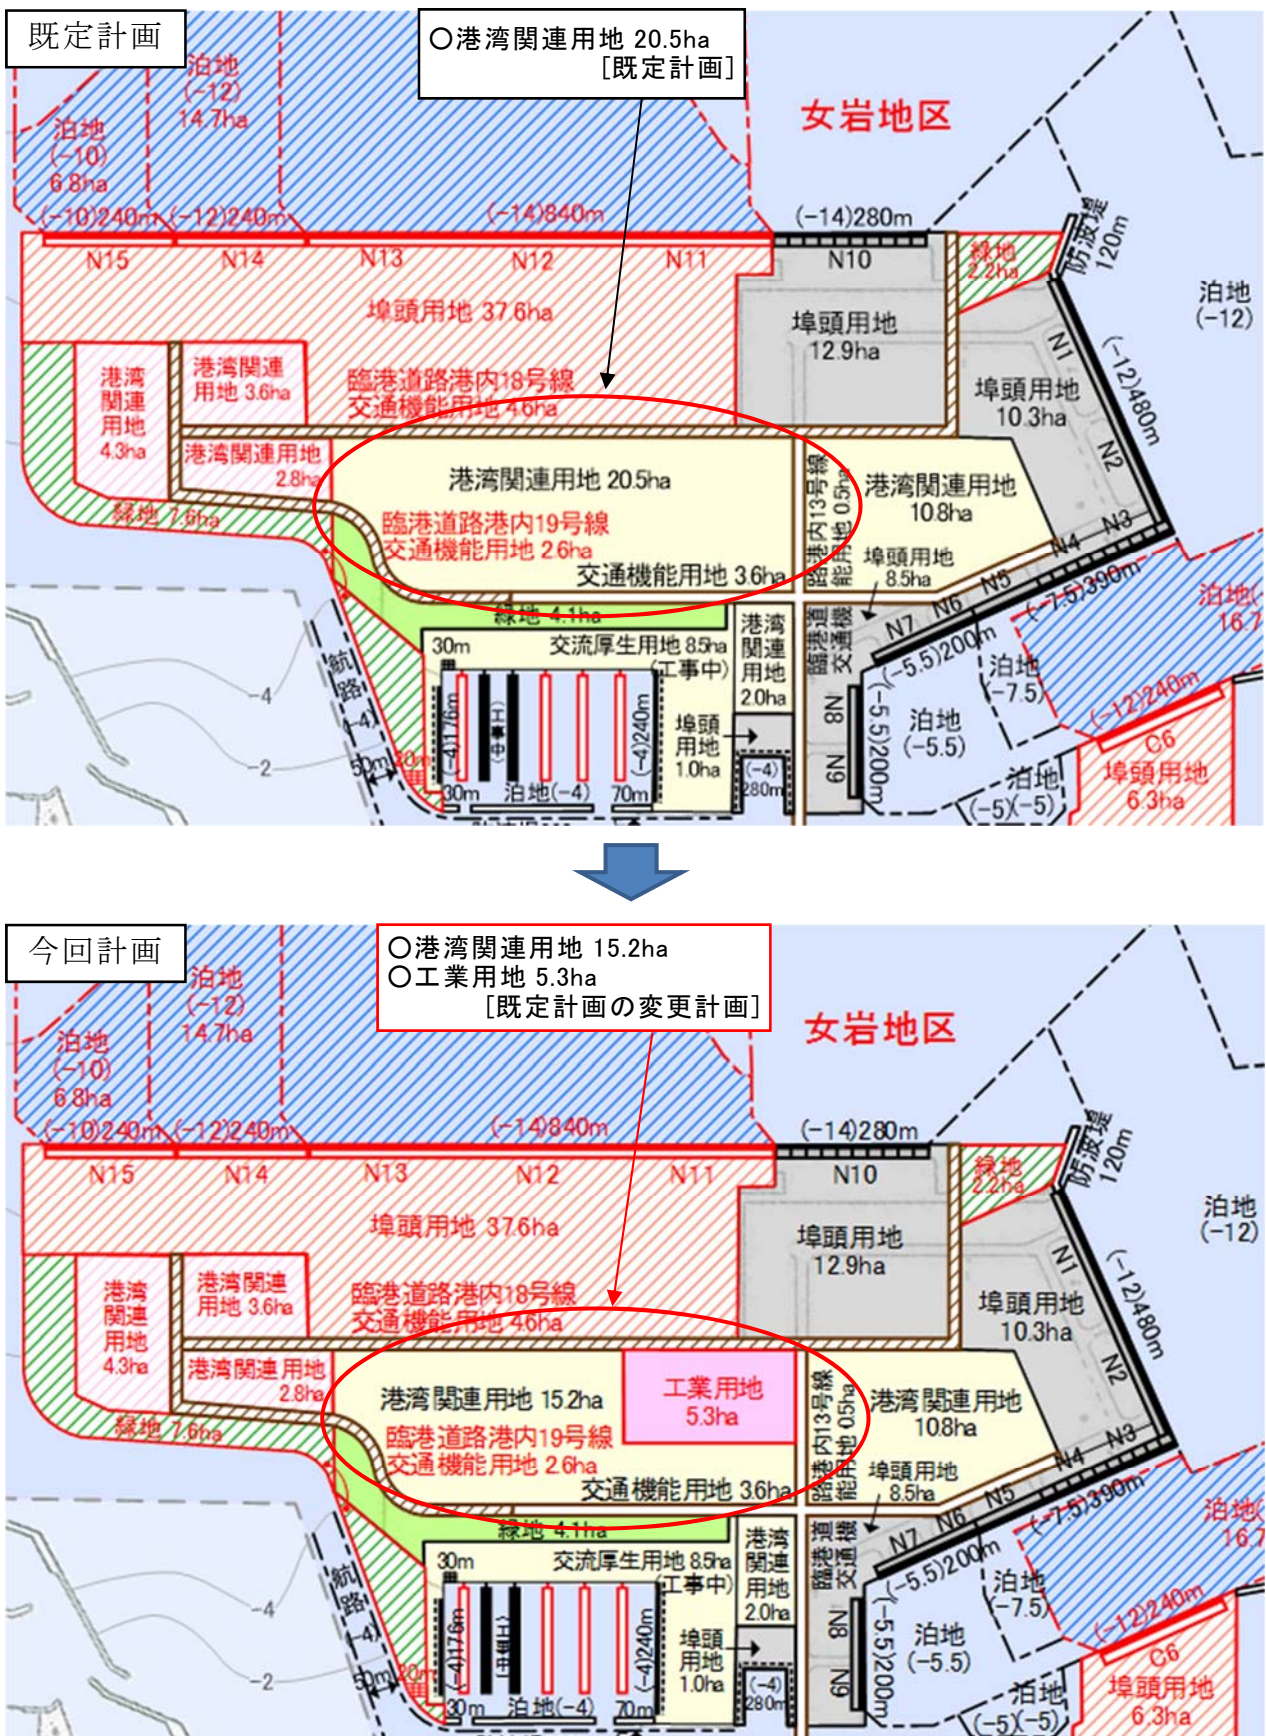 既定計画
○港湾関連用地 20.5ha
[既定計画]
泊地
(-12)
14.7ha
泊地
(-10)
6.8ha
女岩地区
(-10)240m
(-12)240m
(-14)840m
(-14)280m
防波堤
120m
N15
N14
N13
N12
N11
N10
緑地
2.2ha
泊地
(-12)
埠頭用地 37.6ha
埠頭用地
12.9ha
N1
(-12)480m
港湾
関連
用地
4.3ha
港湾関連
用地 3.6ha
臨港道路港内18号線
交通機能用地 4.6ha
埠頭用地
10.3ha
N2
港湾関連用地
2.8ha
港湾関連用地 20.5ha
路港内13号線
能用地 0.5ha
港湾関連用地
10.8ha
緑地 7.6ha
臨港道路港内19号線
交通機能用地 2.6ha
N3
N4
交通機能用地 3.6ha
埠頭用地
8.5ha
N5
(-7.5)390m
泊地(-
16.7
緑地 4.1ha
N6
N7
臨港道
交通機
(-5.5)200m
泊地
(-7.5)
航路
(-4)
30m
交流厚生用地 8.5ha
(工事中)
港湾
関連
用地
2.0ha
-4
(-4)176m
(工事中)
(-4)240m
N8
(-5.5)200m
泊地
(-5.5)
(-12)240m
C6
-2
50m
20m
埠頭
用地
1.0ha
(-4)
280m
N9
埠頭用地
6.3ha
30m
泊地(-4)
70m
泊地
(-5)
(-5)
今回計画
○港湾関連用地 15.2ha
○工業用地 5.3ha
[既定計画の変更計画]
泊地
(-12)
14.7ha
泊地
(-10)
6.8ha
女岩地区
(-10)240m
(-12)240m
(-14)840m
(-14)280m
防波堤
120m
N15
N14
N13
N12
N11
N10
緑地
2.2ha
泊地
(-12)
埠頭用地 37.6ha
埠頭用地
12.9ha
N1
(-12)480m
港湾
関連
用地
4.3ha
港湾関連
用地 3.6ha
臨港道路港内18号線
交通機能用地 4.6ha
埠頭用地
10.3ha
N2
港湾関連用地
2.8ha
港湾関連用地 15.2ha
工業用地
5.3ha
路港内13号線
能用地 0.5ha
港湾関連用地
10.8ha
緑地 7.6ha
臨港道路港内19号線
交通機能用地 2.6ha
N3
N4
交通機能用地 3.6ha
埠頭用地
8.5ha
N5
(-7.5)390m
泊地(
16.7
緑地 4.1ha
N6
N7
臨港道
交通機
(-5.5)200m
泊地
(-7.5)
航路
(-4)
30m
交流厚生用地 8.5ha
(工事中)
港湾
関連
用地
2.0ha
-4
(-4)176m
(工事中)
(-4)240m
N8
(-5.5)200m
泊地
(-5.5)
(-12)240m
C6
-2
50m
20m
埠頭
用地
1.0ha
(-4)
280m
N9
埠頭用地
6.3ha
30m
泊地(-4)
70m
泊地
(-5)
(-5)